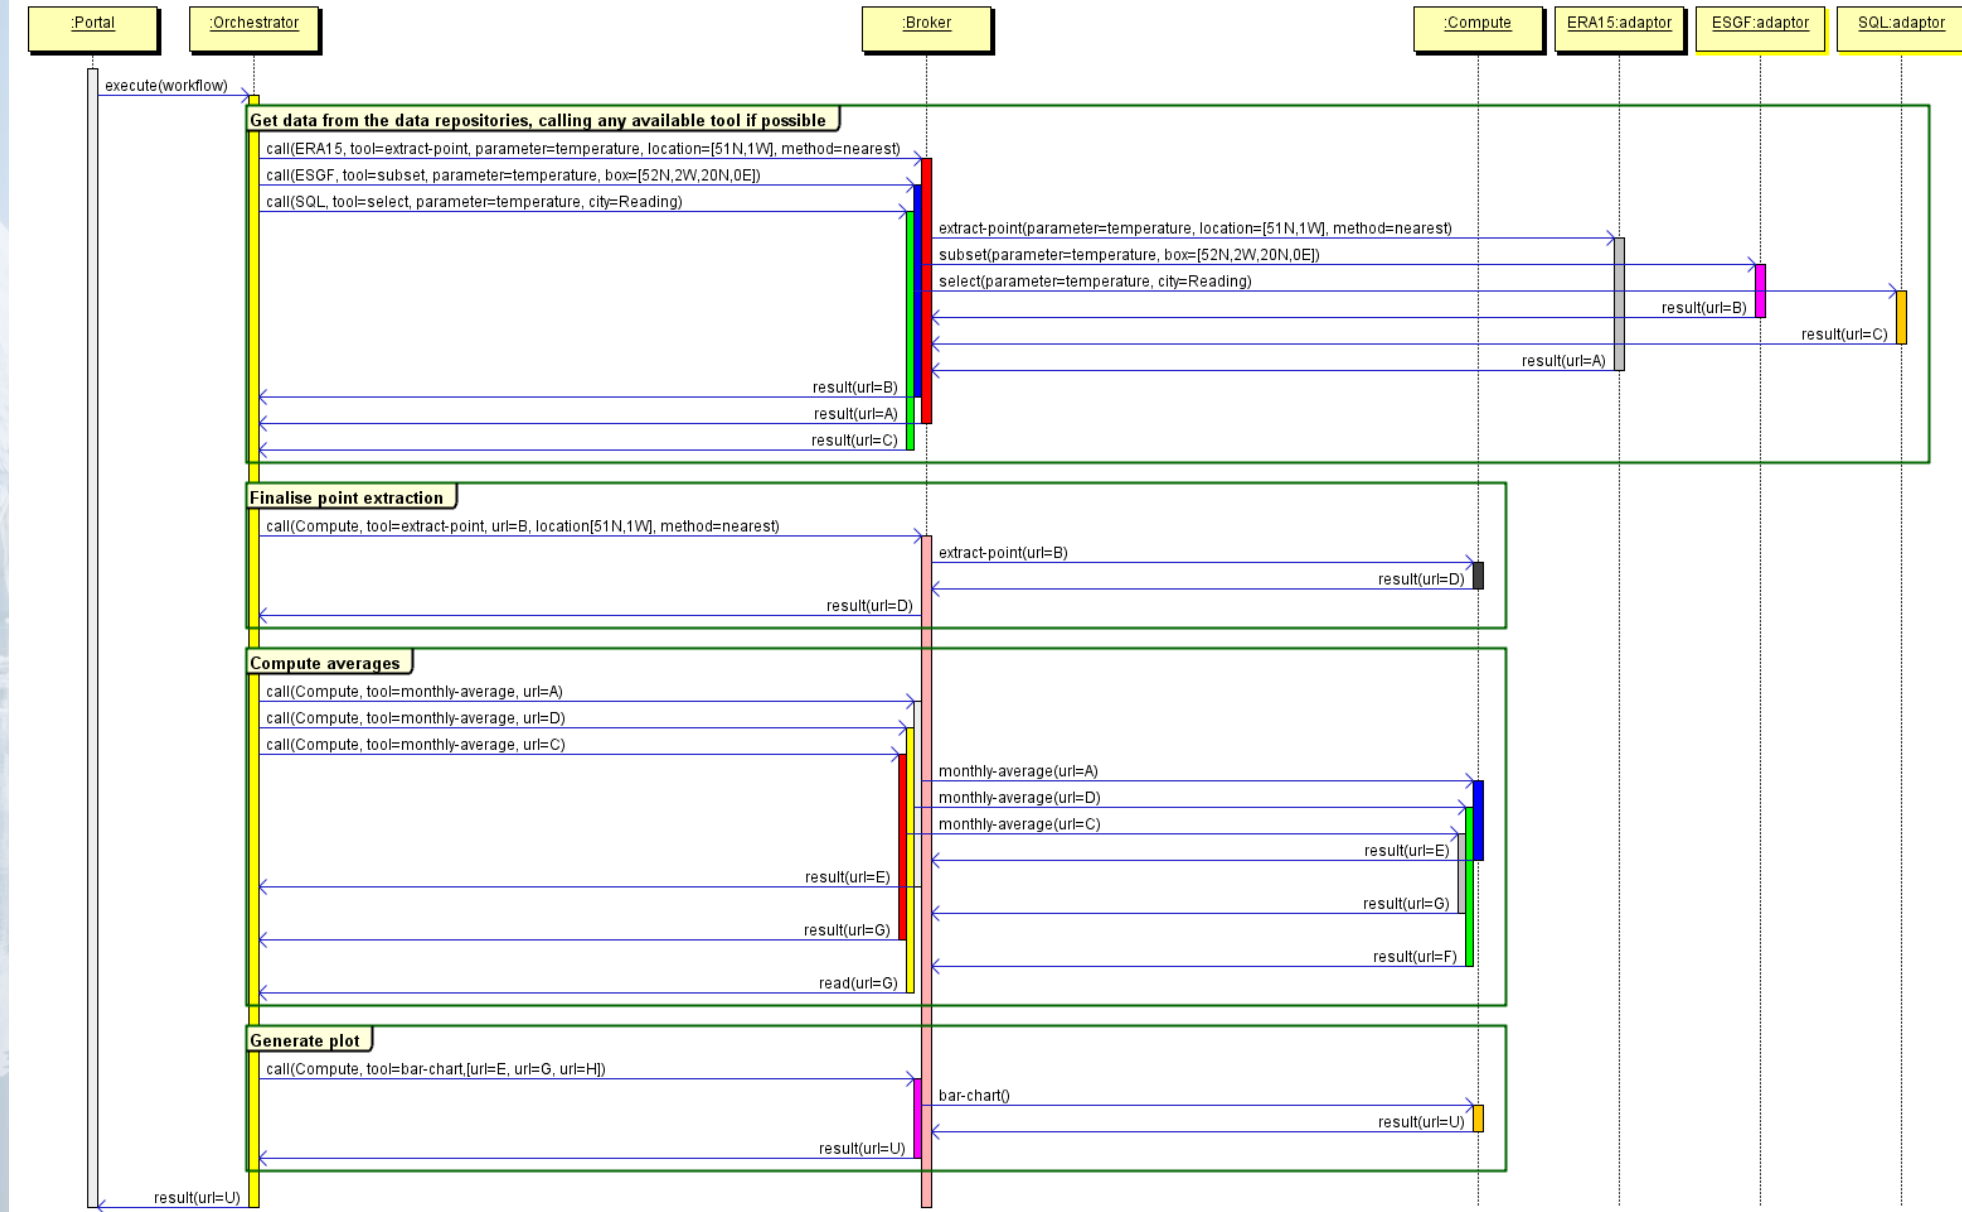 :Portal
:Orchestrator
:Broker
:Compute
ERA15:adaptor
ESGF:adaptor
SQL:adaptor
execute(workflow)
Get data from the data repositories, calling any available tool if possible
call(ERA15, tool=extract-point, parameter=temperature, location=[51N,1W], method=nearest)
call(ESGF, tool=subset, parameter=temperature, box=[52N,2W,20N,0E])
call(SQL, tool=select, parameter=temperature, city=Reading)
extract-point(parameter=temperature, location=[51N,1W], method=nearest)
subset(parameter=temperature, box=[52N,2W,20N,0E])
select(parameter=temperature, city=Reading)
result(url=B)
result(url=C)
result(url=A)
result(url=B)
result(url=A)
result(url=C)
Finalise point extraction
call(Compute, tool=extract-point, url=B, location[51N,1W], method=nearest)
extract-point(url=B)
result(url=D)
result(url=D)
Compute averages
call(Compute, tool=monthly-average, url=A)
call(Compute, tool=monthly-average, url=D)
call(Compute, tool=monthly-average, url=C)
monthly-average(url=A)
monthly-average(url=D)
monthly-average(url=C)
result(url=E)
result(url=E)
result(url=G)
result(url=G)
result(url=F)
read(url=G)
Generate plot
call(Compute, tool=bar-chart,[url=E, url=G, url=H])
bar-chart()
result(url=U)
result(url=U)
result(url=U)